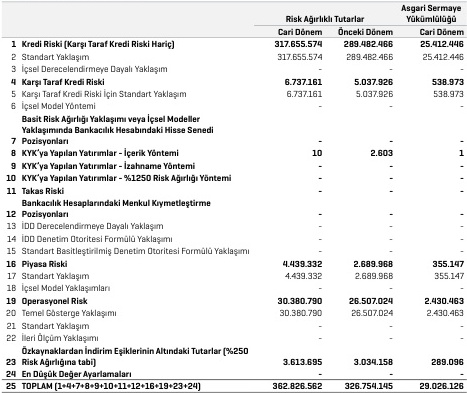 Asgari Sermaye
Risk Ağırlıklı Tutarlar Yükümlülüğü
Cari Dönem Önceki Dönem Cari Dönem
1 Kredi Riski (Karşı Taraf Kredi Riski Hariç) 317.655.574 289.482.466 25.412.446
2 Standart Yaklaşım 317.655.574 289.482.466 25.412.446
3 İçsel Derecelendirmeye Dayalı Yaklaşım - - -
4 Karşı Taraf Kredi Riski 6.737.161 5.037.926 538.973
5 Karşı Taraf Kredi Riski İçin Standart Yaklaşım 6.737.161 5.037.926 538.973
6 İçsel Model Yöntemi - - -
Basit Risk Ağırlığı Yaklaşımı veya İçsel Modeller
Yaklaşımında Bankacılık Hesabındaki Hisse Senedi
7 Pozisyonları - - -
8 KYK'ya Yapılan Yatırımlar - İçerik Yöntemi 10 2.603 1
9 KYK'ya Yapılan Yatırımlar - İzahname Yöntemi - - -
10 KYK'ya Yapılan Yatırımlar - %1250 Risk Ağırlığı Yöntemi - - -
11 Takas Riski - - -
Bankacılık Hesaplarındaki Menkul Kıymetleştirme
12 Pozisyonları - - -
13 İDD Derecelendirmeye Dayalı Yaklaşım - - -
14 İDD Denetim Otoritesi Formülü Yaklaşımı - - -
15 Standart Basitleştirilmiş Denetim Otoritesi Formülü Yaklaşımı - - -
16 Piyasa Riski 4.439.332 2.689.968 355.147
17 Standart Yaklaşım 4.439.332 2.689.968 355.147
18 İçsel Model Yaklaşımları - - -
19 Operasyonel Risk 30.380.790 26.507.024 2.430.463
20 Temel Gösterge Yaklaşımı 30.380.790 26.507.024 2.430.463
21 Standart Yaklaşım - - -
22 İleri Ölçüm Yaklaşımı - - -
Özkaynaklardan İndirim Eşiklerinin Altındaki Tutarlar (%250
23 Risk Ağırlığına tabi) 3.613.695 3.034.158 289.096
24 En Düşük Değer Ayarlamaları - - -
25 TOPLAM (1+4+7+8+9+10+11+12+16+19+23+24) 362.826.562 326.754.145 29.026.126